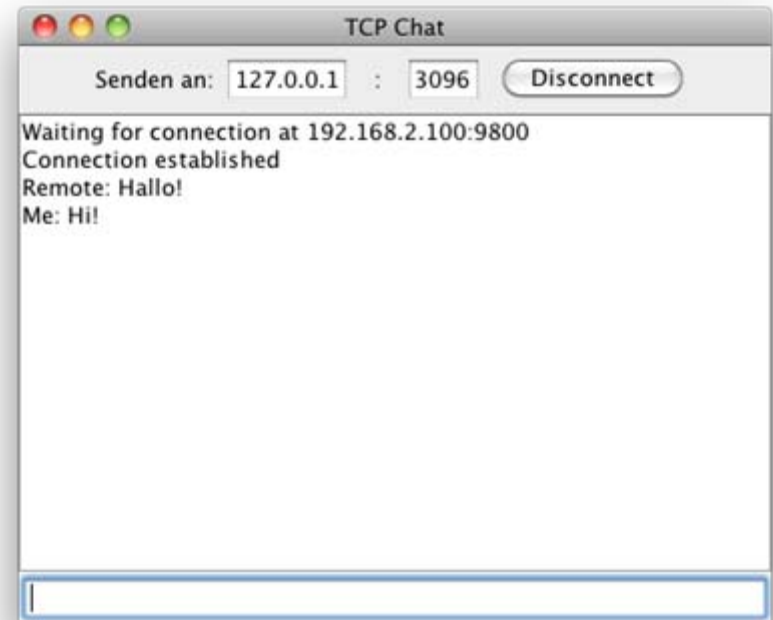 TCP Chat
Senden an: 127.0.0.1 : 3096 Disconnect
Waiting for connection at 192.168.2.100:9800
Connection established
Remote: Hallo!
Me: Hi!